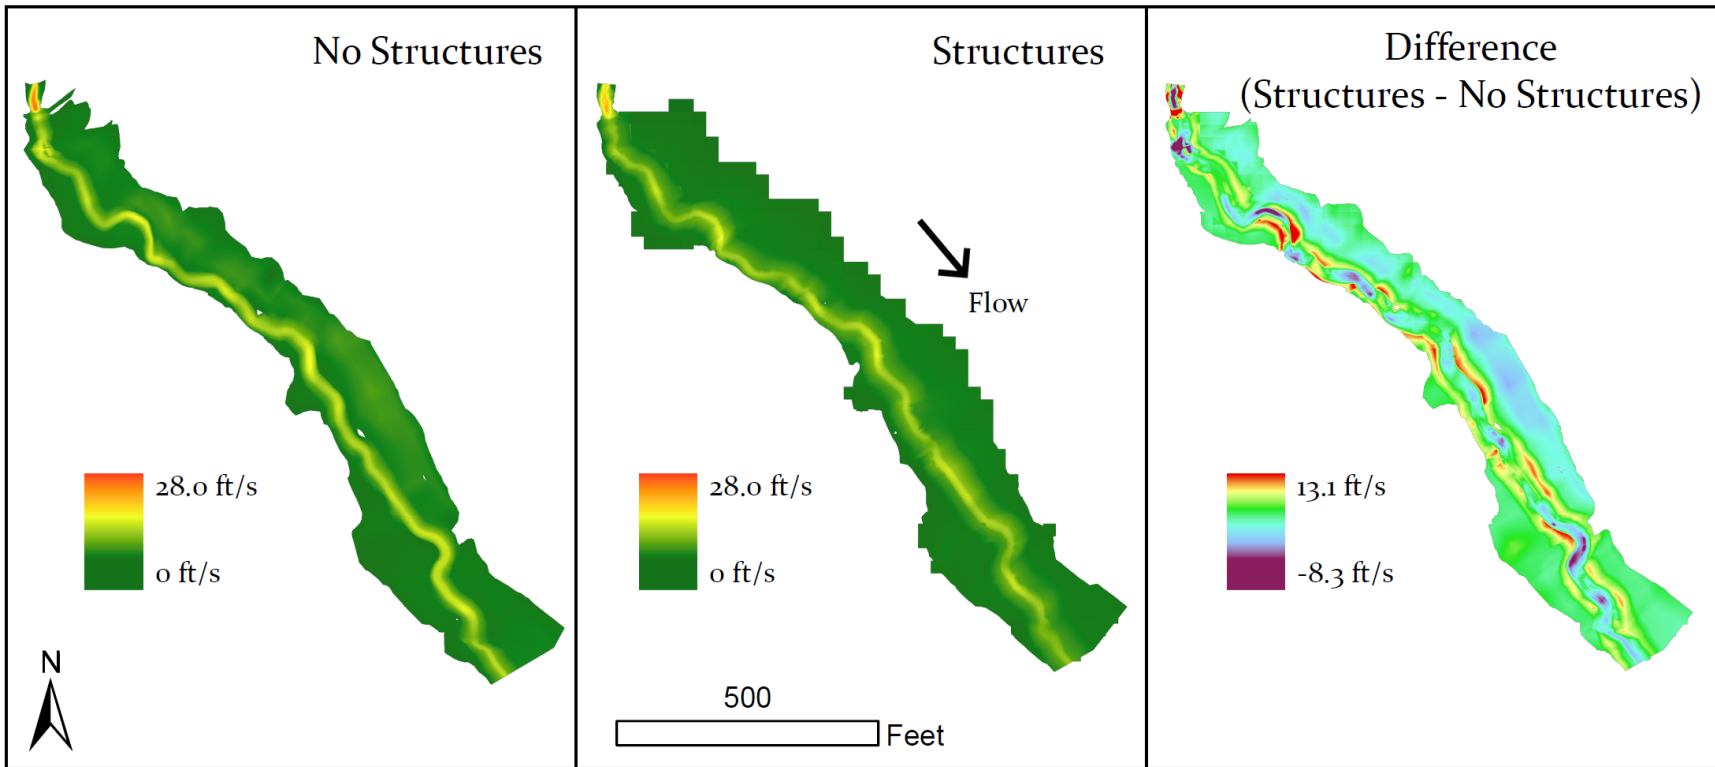 No Structures
28.0 ft/s
0 ft/s
N
Structures
Flow
28.0 ft/s
0 ft/s
500
Feet
Difference
(Structures - No Structures)
13.1 ft/s
-8.3 ft/s